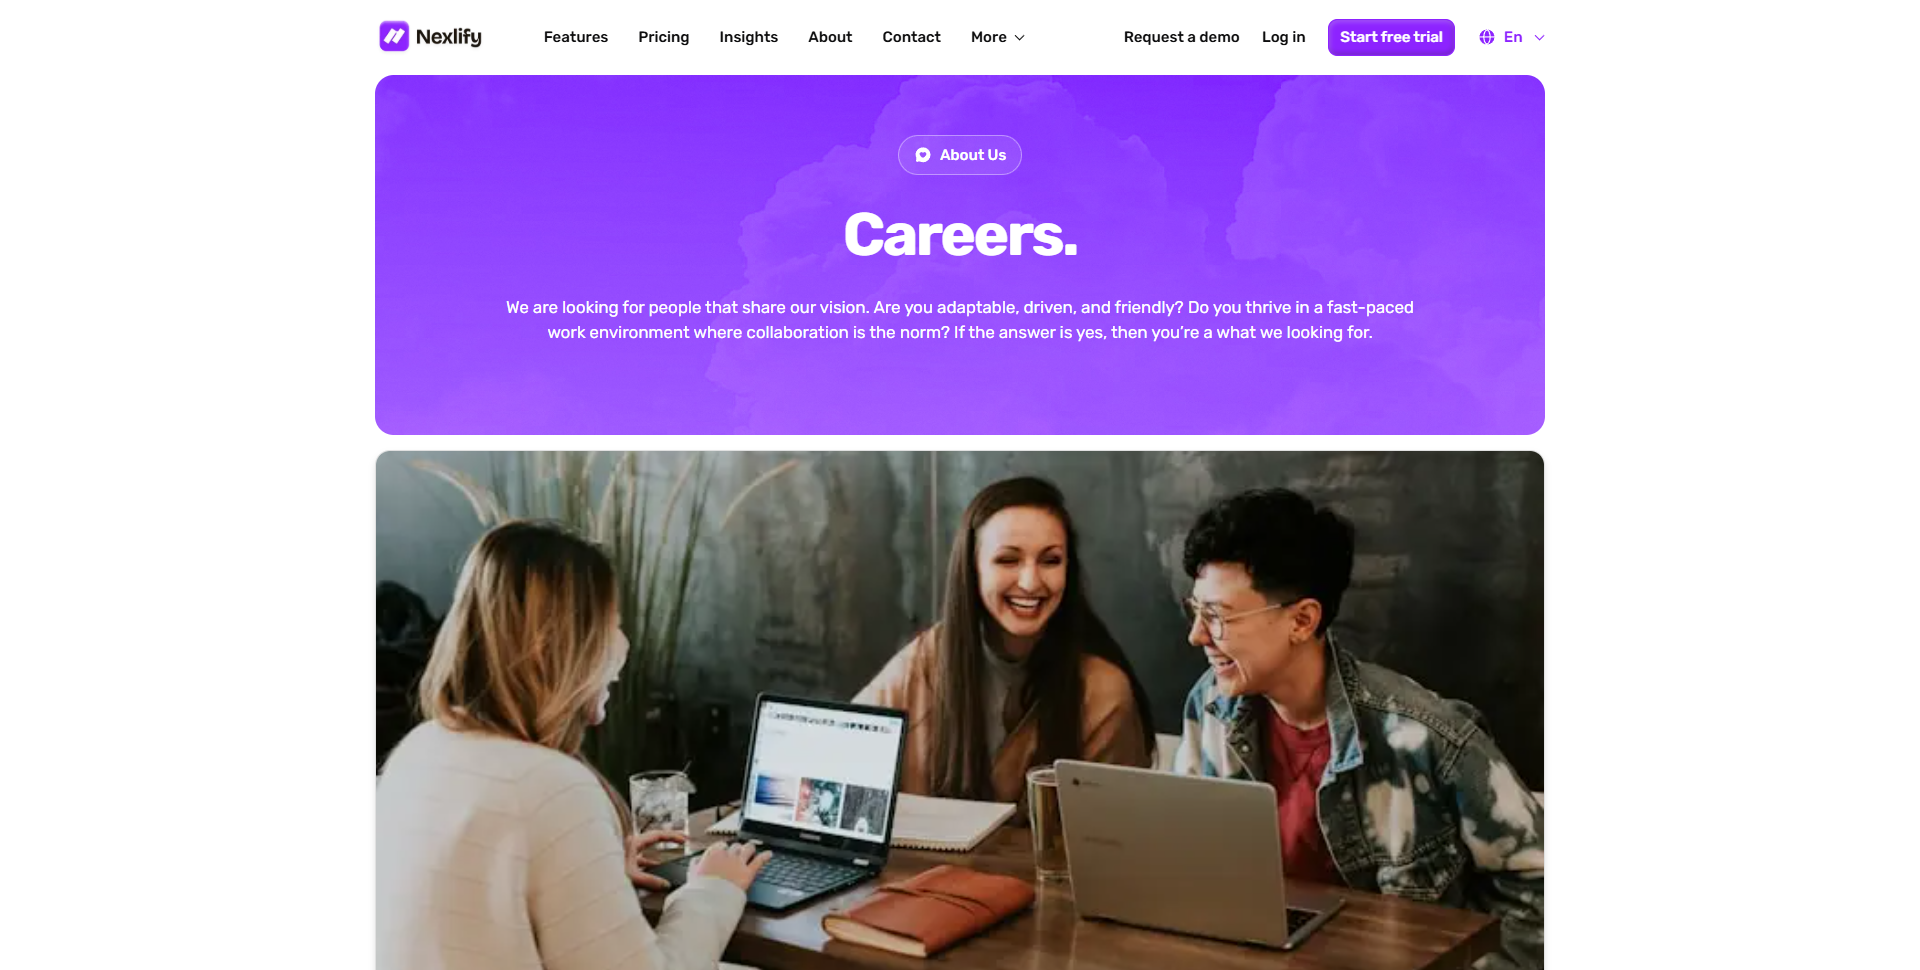 Nexlify
Features
Pricing
Insights
About
Contact
More
Request a demo
Log in
Start free trial
En
About Us
Careers.
We are looking for people that share our vision. Are you adaptable, driven, and friendly? Do you thrive in a fast-paced
work environment where collaboration is the norm? If the answer is yes, then you’re a what we looking for.